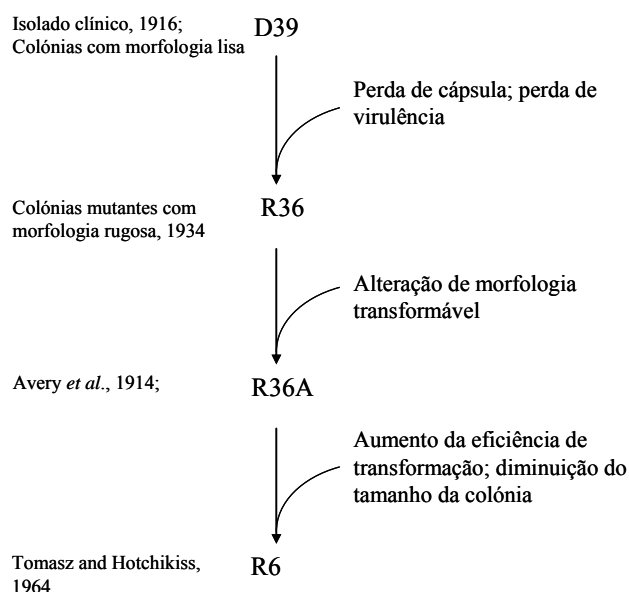 Isolado clínico, 1916;
Colónias com morfologia lisa
D39
Perda de cápsula; perda de
virulência
Colónias mutantes com
morfologia rugosa, 1934
R36
Alteração de morfologia
transformável
Avery et al., 1914;
R36A
Aumento da eficiência de
transformação; diminuição do
tamanho da colónia
Tomasz and Hotchikiss,
1964
R6